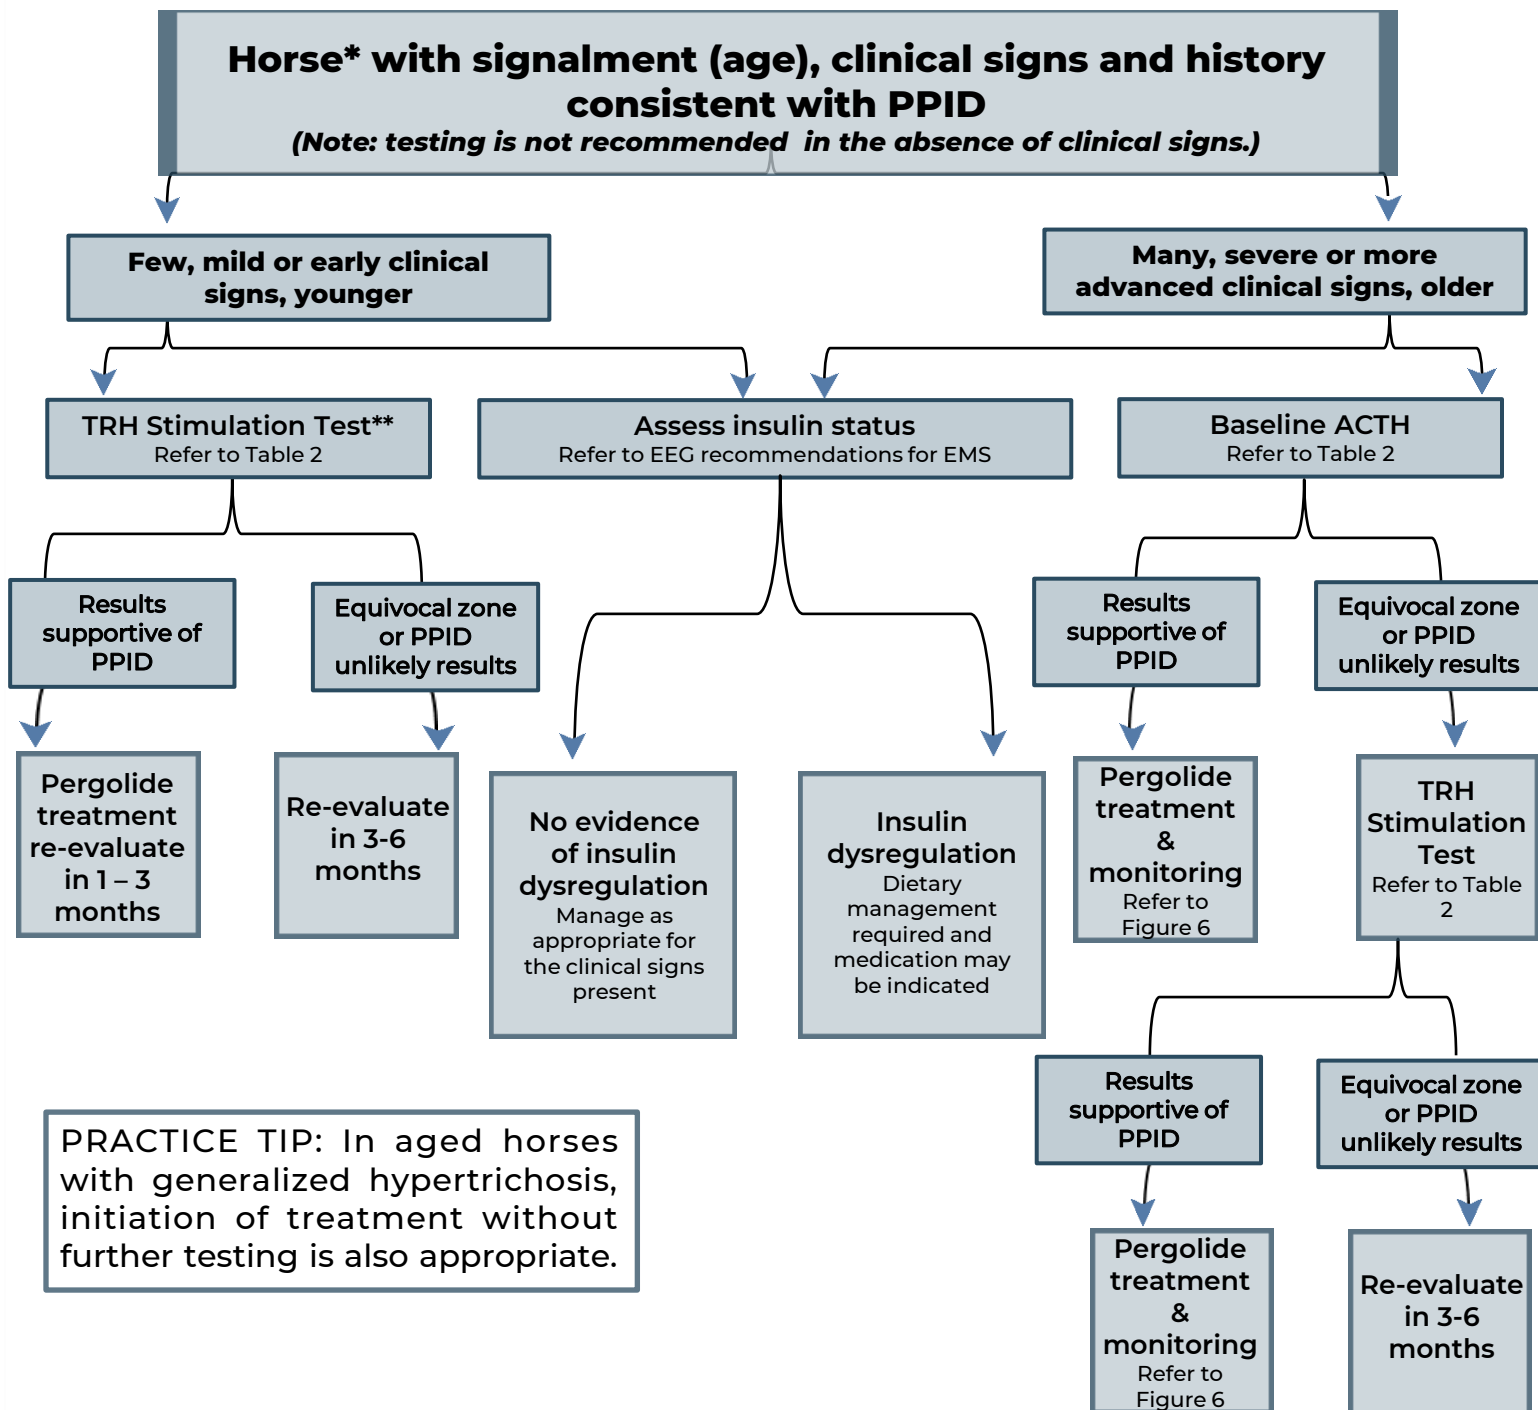 Horse* with signalment (age), clinical signs and history
consistent with PPID
(Note: testing is not recommended in the absence of clinical signs.)
Few, mild or early clinical
signs, younger
Many, severe or more
advanced clinical signs, older
TRH Stimulation Test**
Refer to Table 2
Assess insulin status
Refer to EEG recommendations for EMS
Baseline ACTH
Refer to Table 2
Results
supportive of
PPID
Equivocal zone
or PPID
unlikely results
Results
supportive of
PPID
Equivocal zone
or PPID
unlikely results
Pergolide
treatment
re-evaluate
in 1 – 3
months
Re-evaluate
in 3-6
months
No evidence
of insulin
dysregulation
Manage as
appropriate for
the clinical signs
present
Insulin
dysregulation
Dietary
management
required and
medication may
be indicated
Pergolide
treatment
&
monitoring
Refer to
Figure 6
TRH
Stimulation
Test
Refer to Table
2
Results
supportive of
PPID
Equivocal zone
or PPID
unlikely results
PRACTICE TIP: In aged horses
with generalized hypertrichosis,
initiation of treatment without
further testing is also appropriate.
Pergolide
treatment
&
monitoring
Refer to
Figure 6
Re-evaluate
in 3-6
months